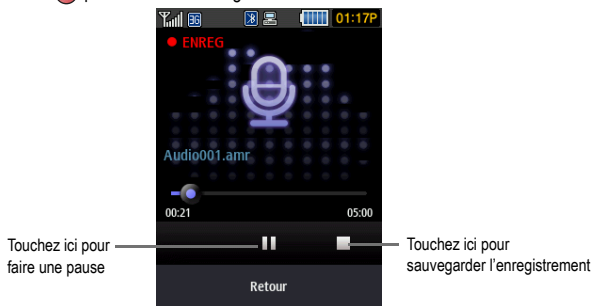 3G 01:17P
ENREG
Audio001.amr
00:21 05:00
Touchez ici pour
faire une pause
Touchez ici pour
sauvegarder l'enregistrement
Retour